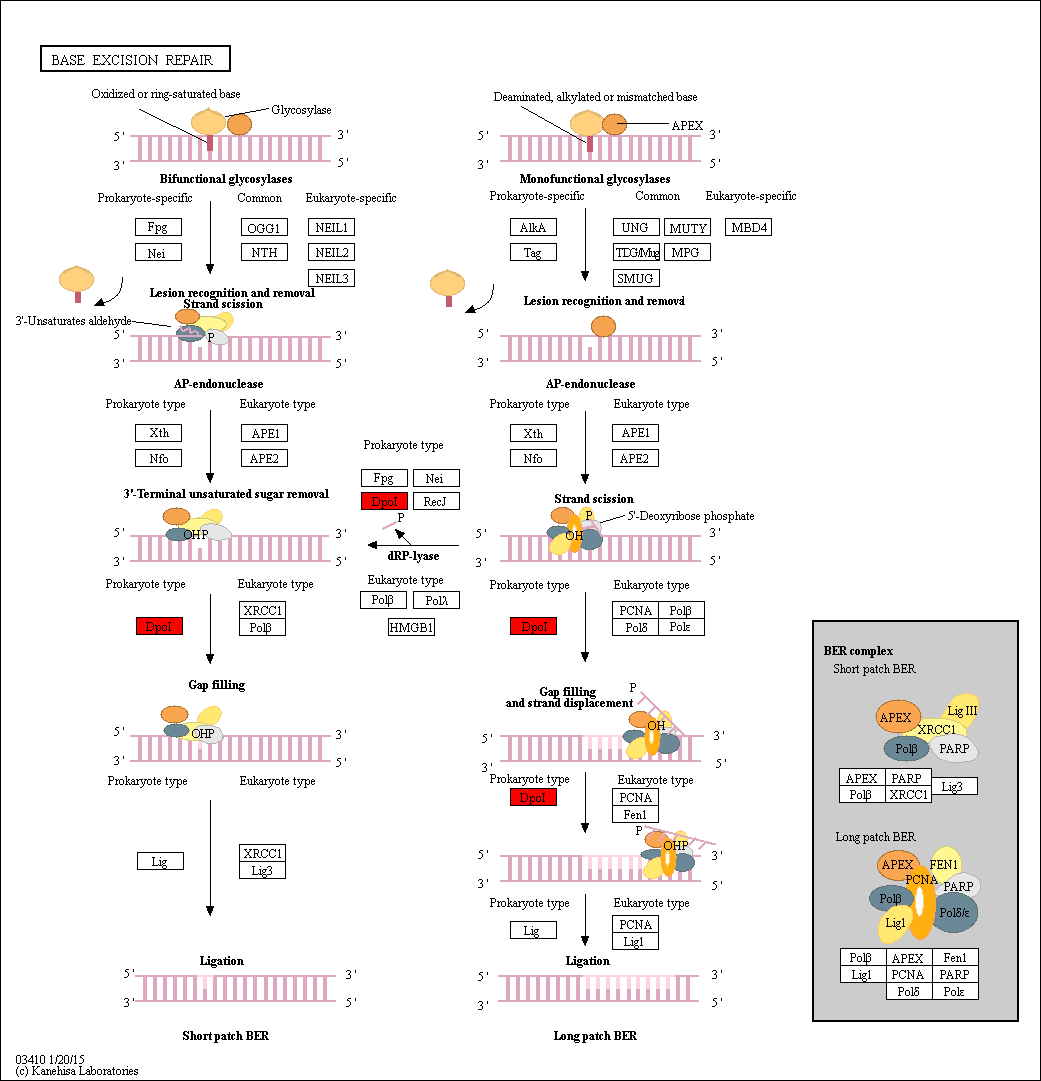 BASE EXCISION REPAIR
Oxidized or ring-saturated base
Glycosylase
5' 3'
3' 5'
Bifunctional glycosylases
Prokaryote-specific Common Eukaryote-specific
Fpg OGG1 NEIL1
Nei NTH NEIL2
NEIL3
Lesion recognition and removal
Strand scission
3'-Unsaturates aldehyde
P
5' 3'
3' 5'
AP-endonuclease
Prokaryote type Eukaryote type
Xth APE1
Nfo APE2
3'-Terminal unsaturated sugar removal
OHP
5' 3'
3' 5'
Prokaryote type Eukaryote type
DpoI XRCC1
Polβ
Gap filling
OHP
5' 3'
3' 5'
Prokaryote type Eukaryote type
Lig XRCC1
Lig3
Ligation
5' 3'
3' 5'
Short patch BER
Prokaryote type
Fpg Nei
DpoI RecJ
P
dRP-lyase
Eukaryote type
Polβ Polλ
HMGB1
Deaminated, alkylated or mismatched base
APEX
5' 3'
3' 5'
Monofunctional glycosylases
Prokaryote-specific Common Eukaryote-specific
AlkA UNG MUTY MBD4
Tag TDG/Mug MPG
SMUG
Lesion recognition and removal
5' 3'
3' 5'
AP-endonuclease
Prokaryote type Eukaryote type
Xth APE1
Nfo APE2
Strand scission
P
5'-Deoxyribose phosphate
OH
5' 3'
3' 5'
Prokaryote type Eukaryote type
DpoI PCNA Polβ
Polδ Polε
Gap filling
and strand displacement
P
OH
5' 3'
3' 5'
Prokaryote type Eukaryote type
DpoI PCNA
Fen1
P
OHP
5' 3'
3' 5'
Prokaryote type Eukaryote type
Lig PCNA
Lig1
Ligation
5' 3'
3' 5'
Long patch BER
BER complex
Short patch BER
APEX Lig III
XRCC1
Polβ PARP
APEX PARP Lig3
Polβ XRCC1
Long patch BER
APEX FEN1
PCNA PARP
Polβ Polδ/ε
Lig1
Polβ APEX Fen1
Lig1 PCNA PARP
Polδ Polε
03410 1/20/15
(c) Kanehisa Laboratories